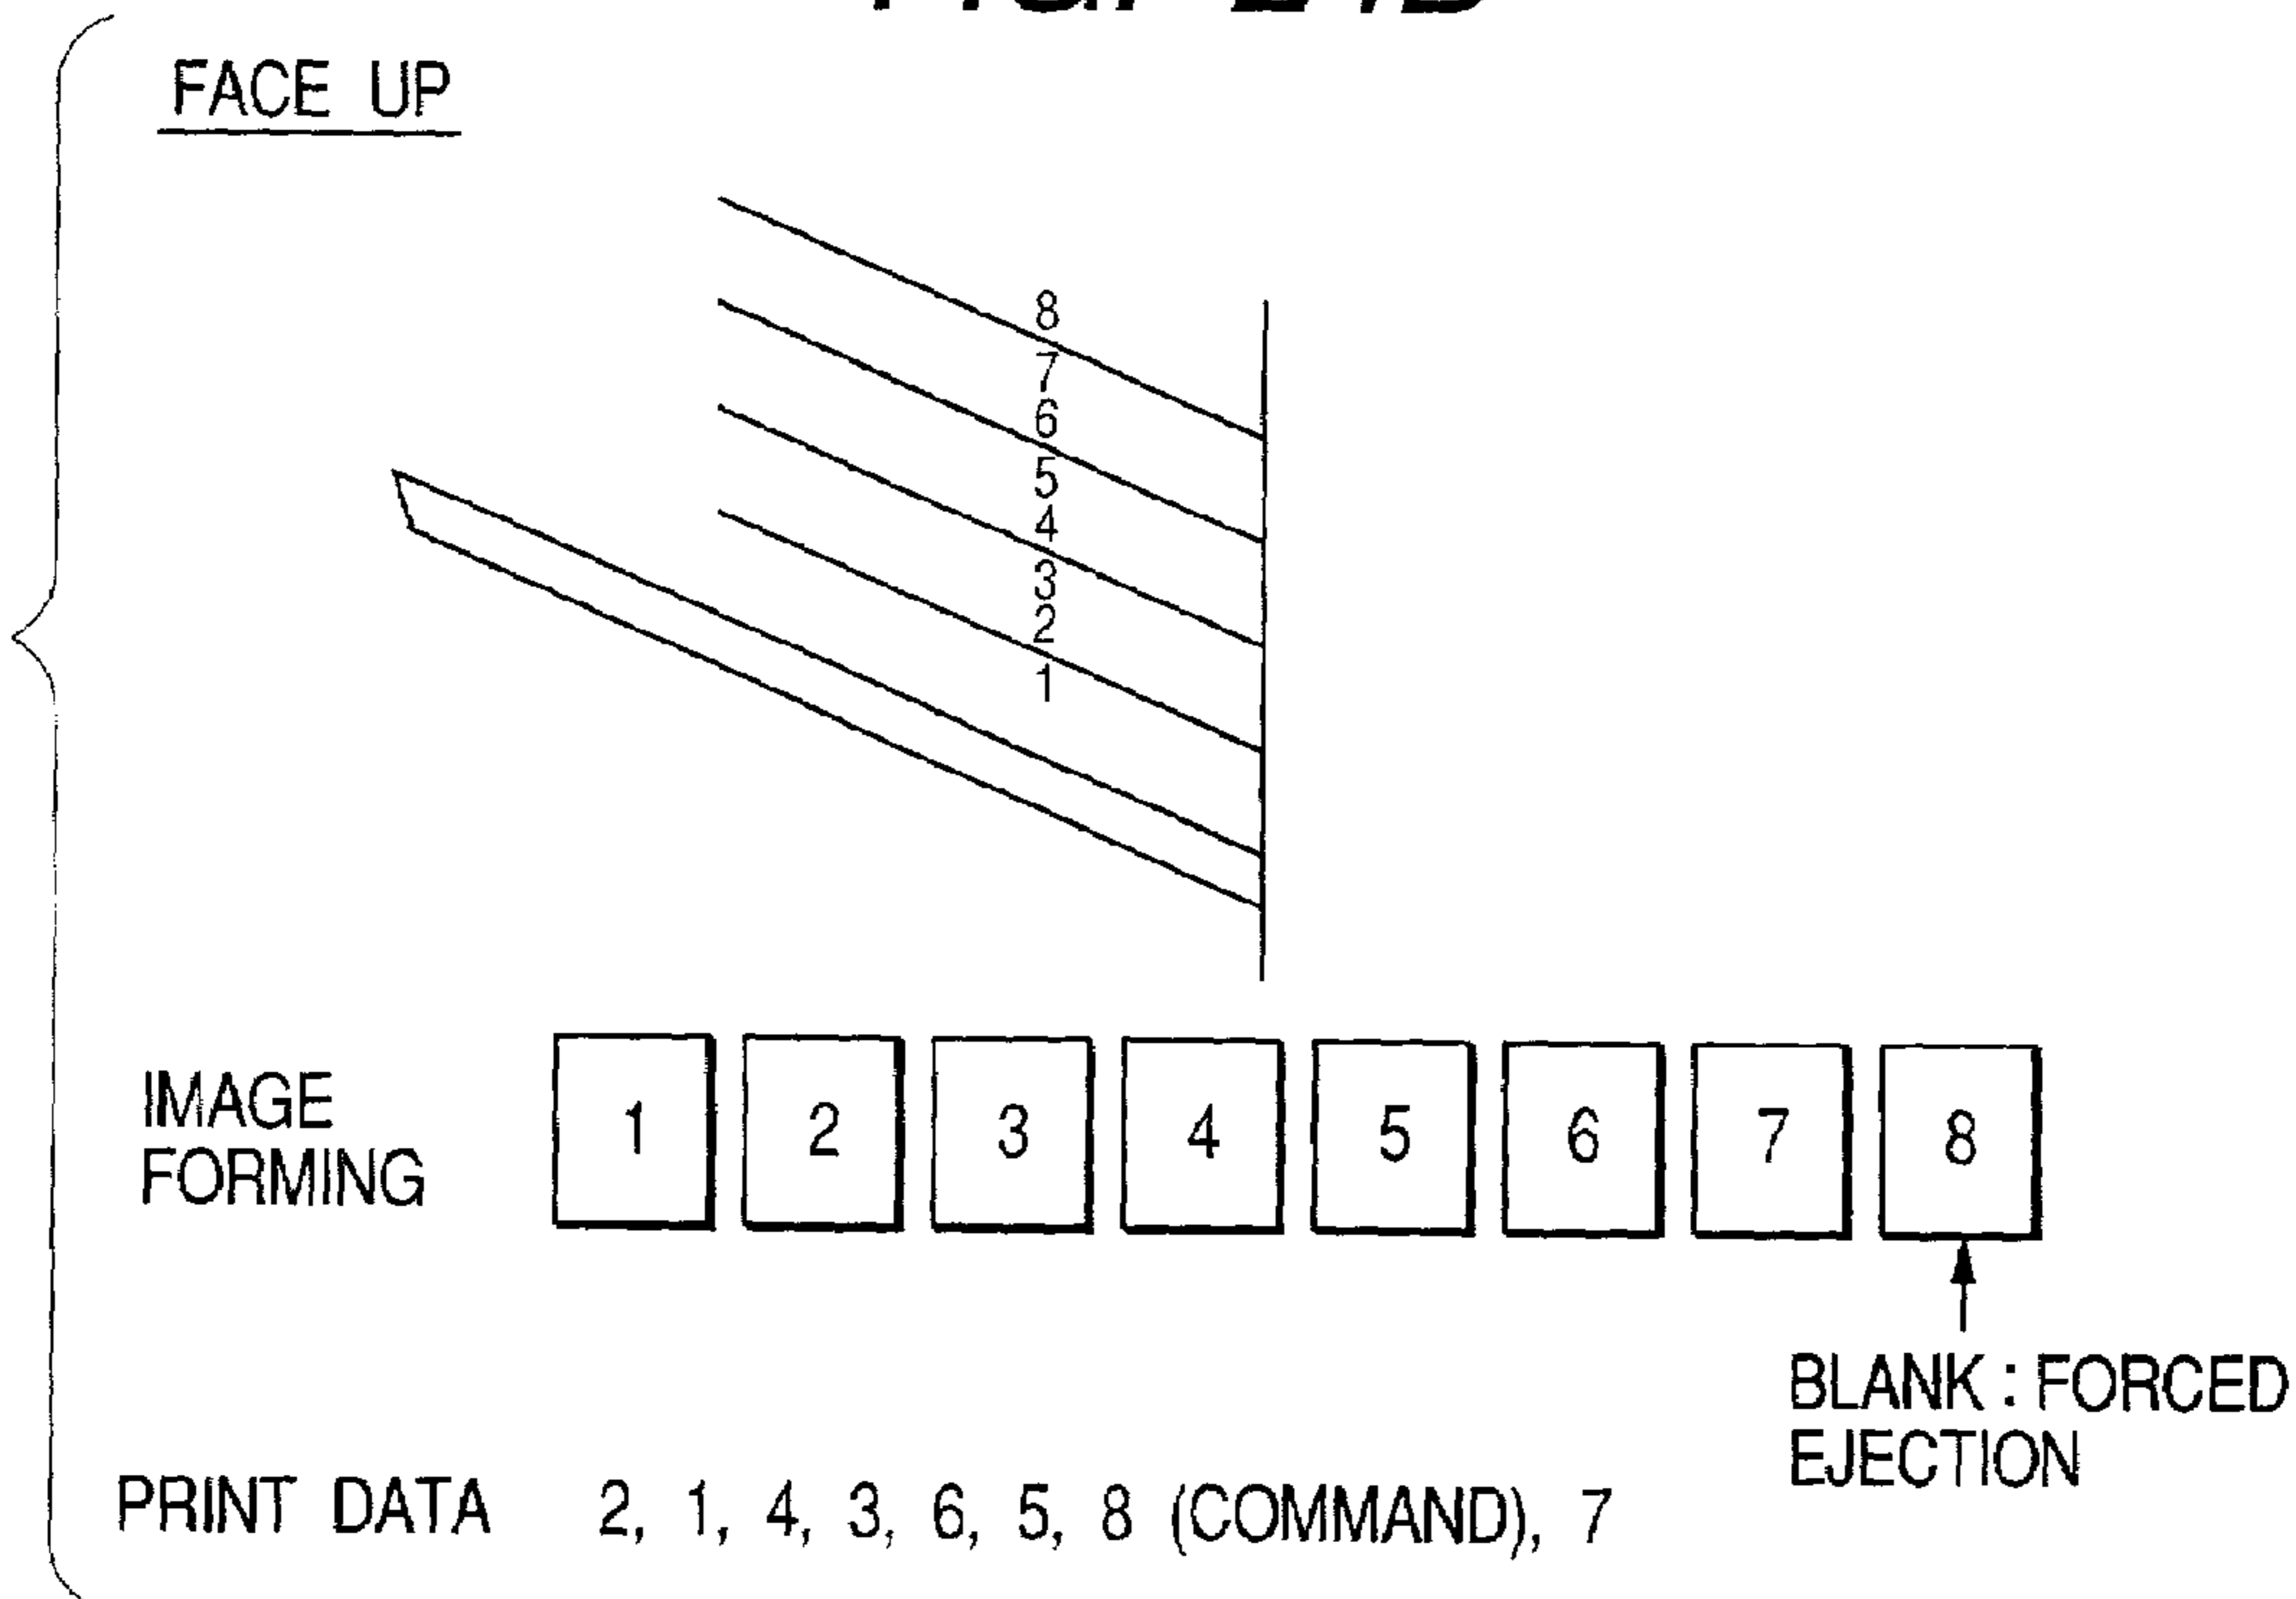 FACE UP
8
7
6
5
4
3
2
1
IMAGE
FORMING
1 2 3 4 5 6 7 8
BLANK : FORCED
EJECTION
PRINT DATA 2, 1, 4, 3, 6, 5, 8 (COMMAND), 7